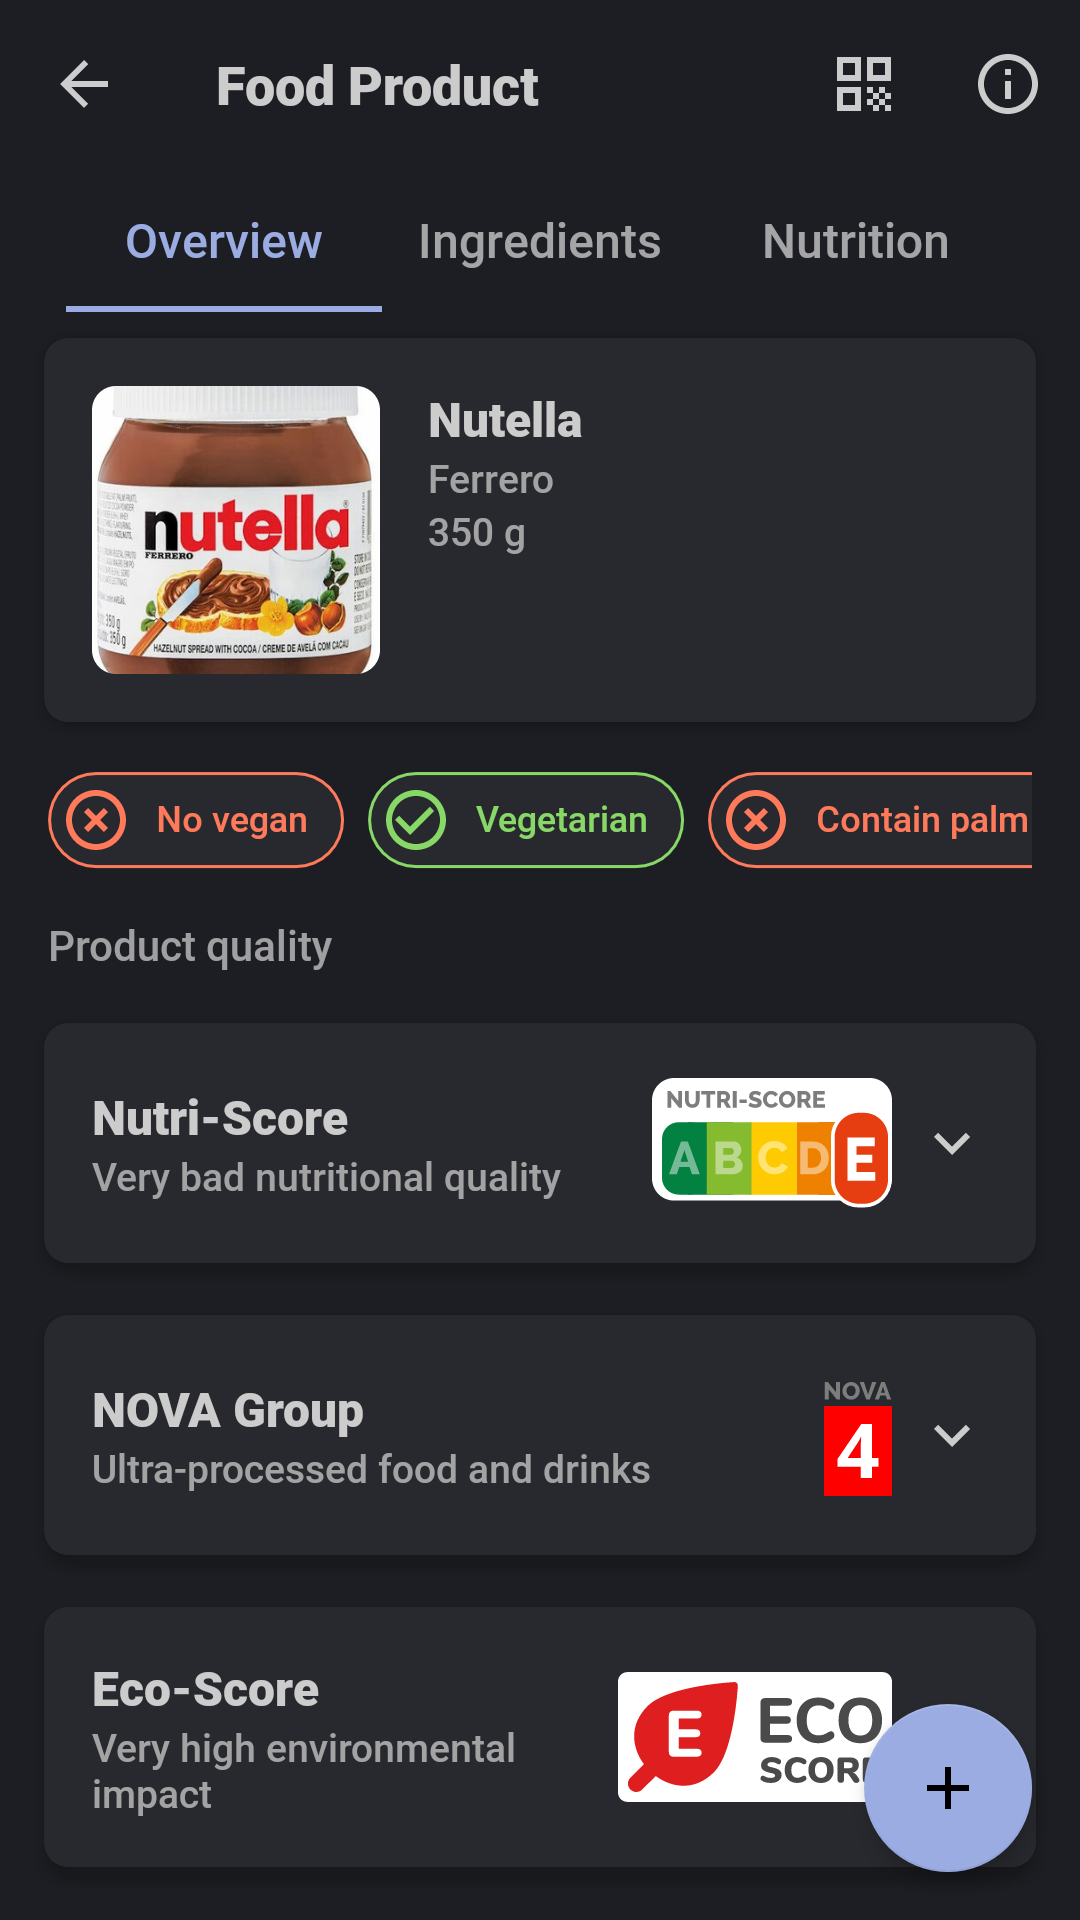 Food Product
Overview
Ingredients
Nutrition
nutella
FERRERO
350 g
350 g
HAZELNUT SPREAD WITH COCOA / CREME DE AVELÃ COM CACAU
Nutella
Ferrero
350 g
No vegan
Vegetarian
Contain palm
Product quality
Nutri-Score
Very bad nutritional quality
NUTRI-SCORE
A B C D E
NOVA Group
Ultra-processed food and drinks
NOVA
4
Eco-Score
Very high environmental
impact
E
ECO
SCOR